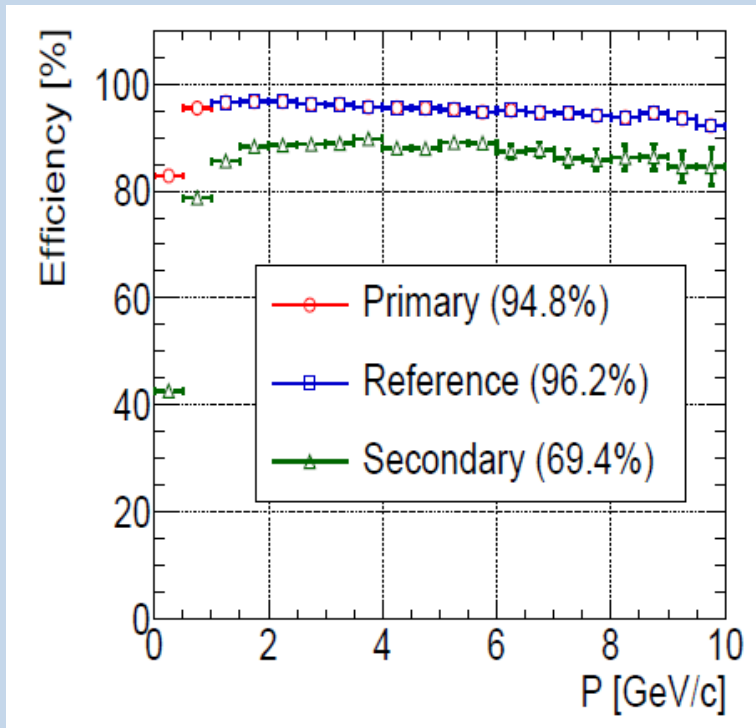 Efficiency [%]
100
80
60
40
20
0
Primary (94.8%)
Reference (96.2%)
Secondary (69.4%)
0 2 4 6 8 10
P [GeV/c]